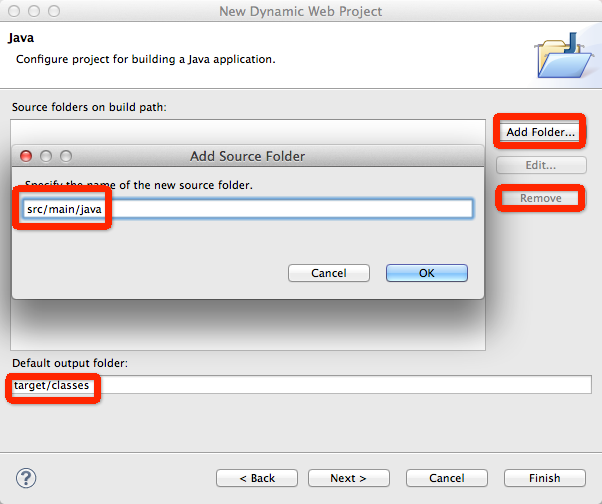 New Dynamic Web Project
Java
Configure project for building a Java application.
Source folders on build path:
Add Folder...
Edit...
Remove
Add Source Folder
Specify the name of the new source folder.
src/main/java
Cancel
OK
Default output folder:
target/classes
?
< Back
Next >
Cancel
Finish